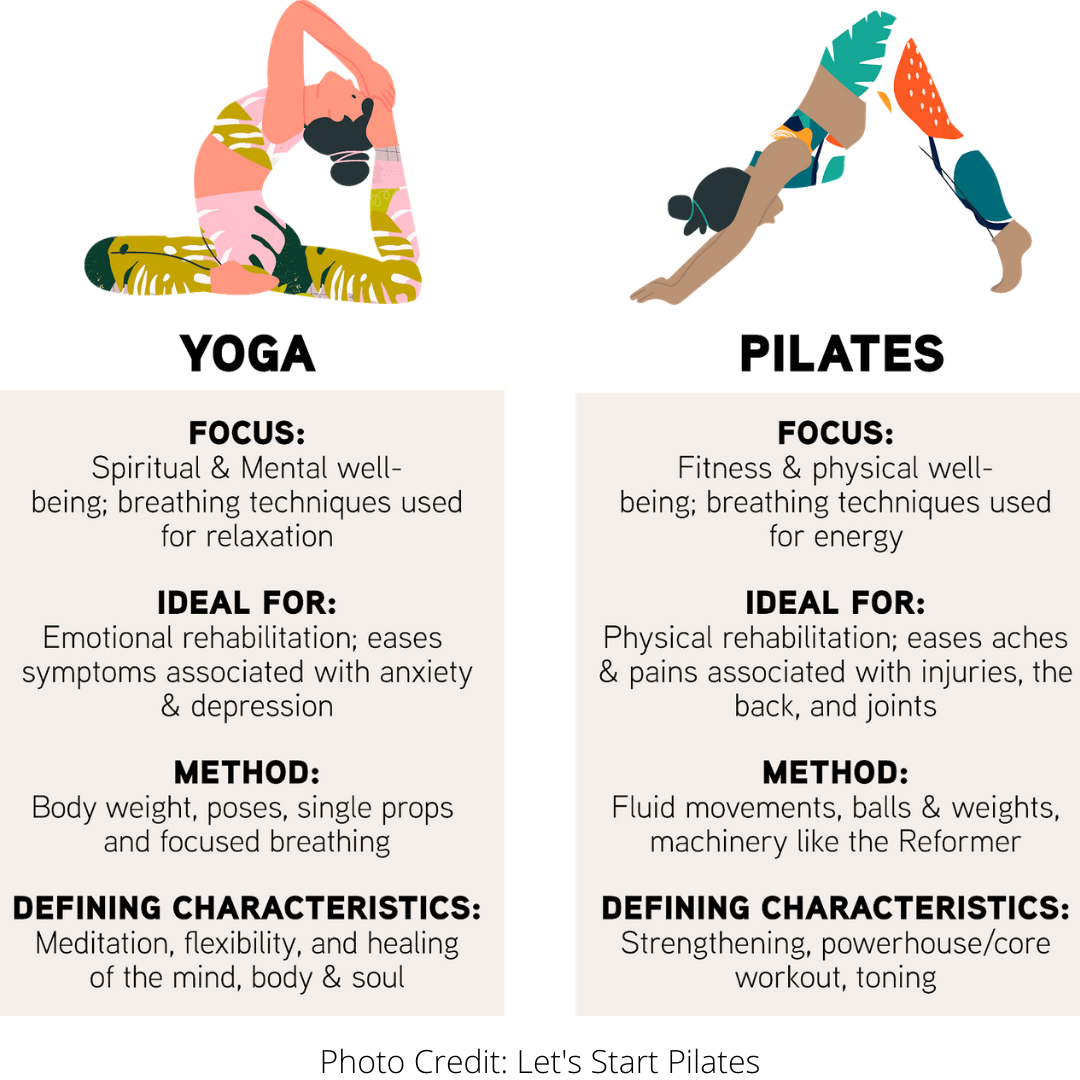 YOGA
FOCUS:
Spiritual & Mental well-
being; breathing techniques used
for relaxation
IDEAL FOR:
Emotional rehabilitation; eases
symptoms associated with anxiety
& depression
METHOD:
Body weight, poses, single props
and focused breathing
DEFINING CHARACTERISTICS:
Meditation, flexibility, and healing
of the mind, body & soul
PILATES
FOCUS:
Fitness & physical well-
being; breathing techniques used
for energy
IDEAL FOR:
Physical rehabilitation; eases aches
& pains associated with injuries, the
back, and joints
METHOD:
Fluid movements, balls & weights,
machinery like the Reformer
DEFINING CHARACTERISTICS:
Strengthening, powerhouse/core
workout, toning
Photo Credit: Let's Start Pilates